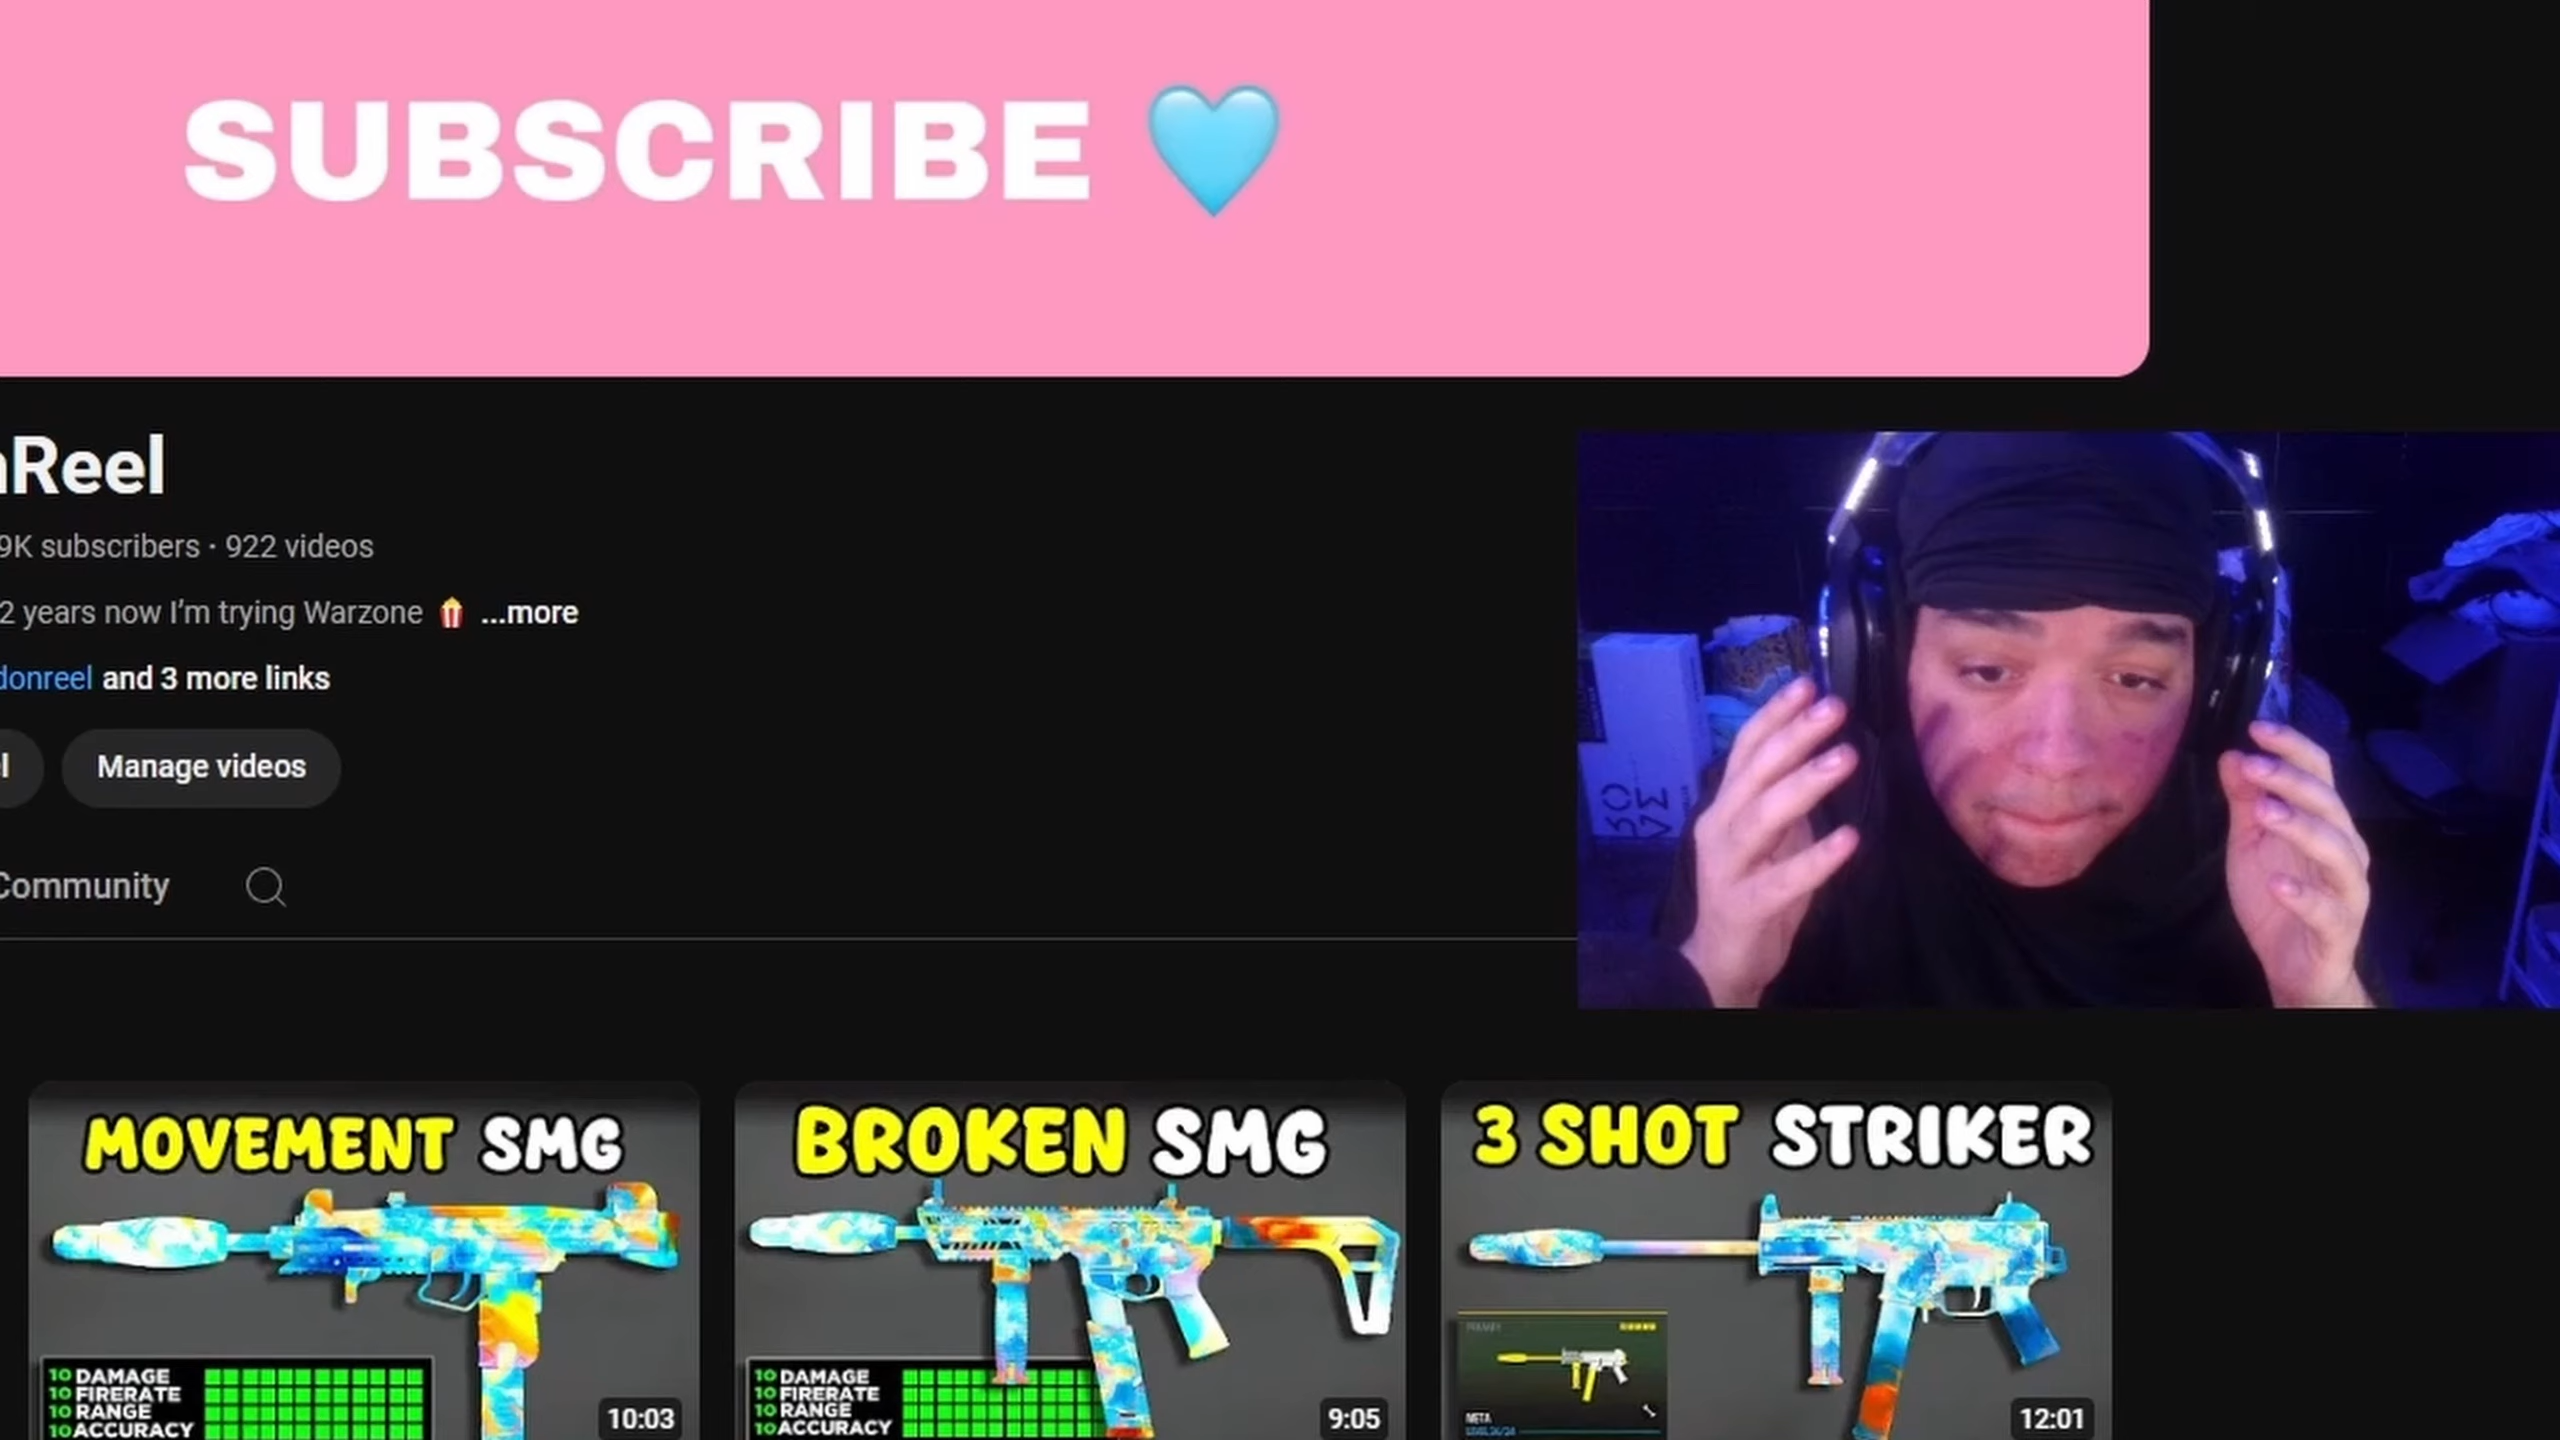 SUBSCRIBE 🩵
nReel
9K subscribers · 922 videos
2 years now I'm trying Warzone 🍿 ...more
donreel and 3 more links
Manage videos
Community
MOVEMENT SMG
10 DAMAGE
10 FIRERATE
10 RANGE
10 ACCURACY
10:03
BROKEN SMG
10 DAMAGE
10 FIRERATE
10 RANGE
10 ACCURACY
9:05
3 SHOT STRIKER
META
12:01